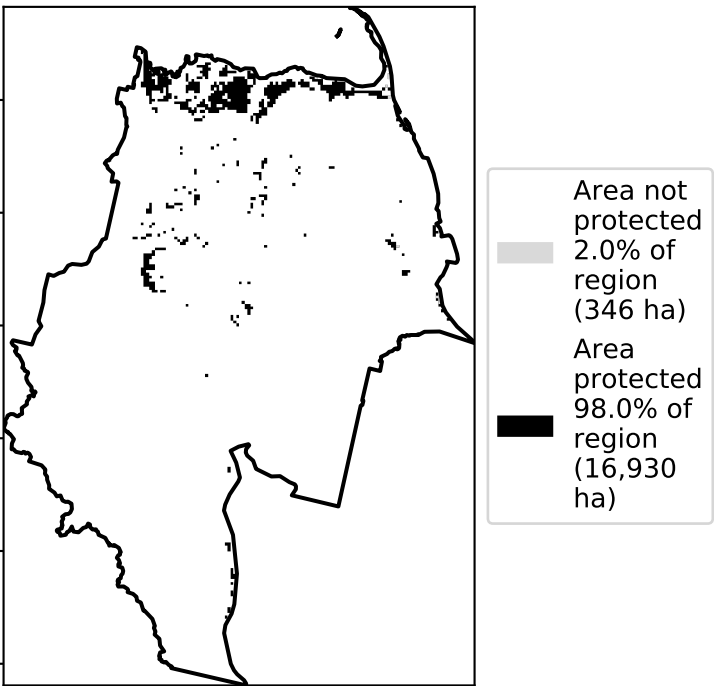 Area not
protected
2.0% of
region
(346 ha)
Area
protected
98.0% of
region
(16,930
ha)